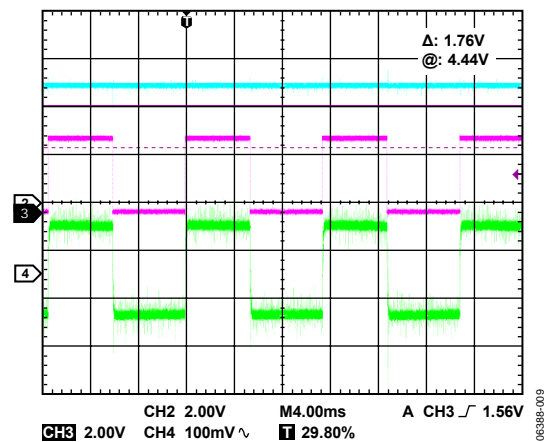 T
Δ: 1.76V
@: 4.44V
2
3
4
CH2 2.00V M4.00ms A CH3 1.56V
CH3 2.00V CH4 100mV∿ T 29.80%
06388-009